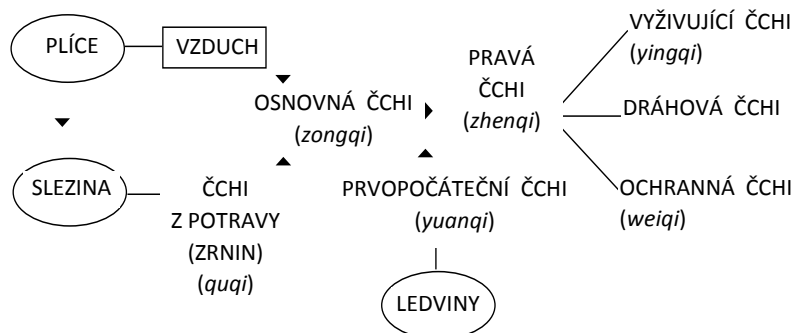 PLÍCE
VZDUCH
VYŽIVUJÍCÍ ČCHI
(yingqi)
PRAVÁ
ČCHI
(zhenqi)
OSNOVNÁ ČCHI
(zongqi)
DRÁHOVÁ ČCHI
SLEZINA
ČCHI
Z POTRAVY
(ZRNIN)
(quqi)
PRVOPOČÁTEČNÍ ČCHI
(yuanqi)
OCHRANNÁ ČCHI
(weiqi)
LEDVINY